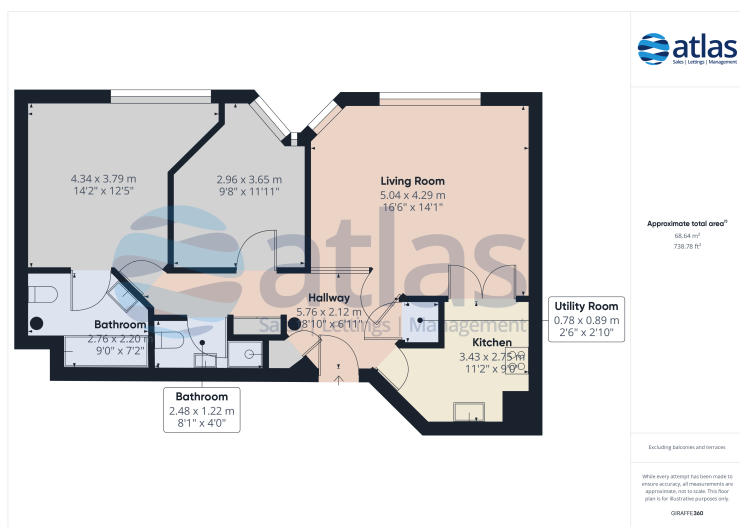 atlas
Sales | Lettings | Management
4.34 x 3.79 m
14'2" x 12'5"
2.96 x 3.65 m
9'8" x 11'11"
Living Room
5.04 x 4.29 m
16'6" x 14'1"
Approximate total area⁽¹⁾
68.64 m²
738.78 ft²
atlas
Sales | Lettings | Management
Hallway
5.76 x 2.12 m
18'10" x 6'11"
Utility Room
0.78 x 0.89 m
2'6" x 2'10"
Bathroom
2.76 x 2.20 m
9'0" x 7'2"
Kitchen
3.43 x 2.75 m
11'2" x 9'0"
Bathroom
2.48 x 1.22 m
8'1" x 4'0"
Excluding balconies and terraces
While every attempt has been made to
ensure accuracy, all measurements are
approximate, not to scale. This floor
plan is for illustrative purposes only.
GIRAFFE360